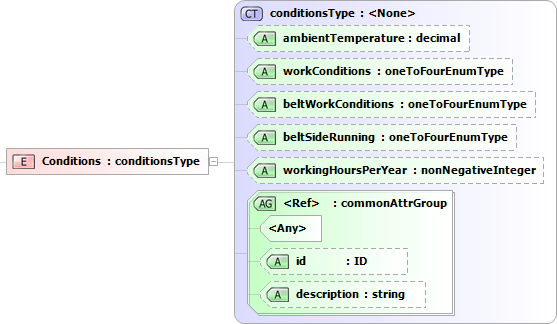 CT conditionsType : <None>
A ambientTemperature : decimal
A workConditions : oneToFourEnumType
A beltWorkConditions : oneToFourEnumType
A beltSideRunning : oneToFourEnumType
E Conditions : conditionsType
A workingHoursPerYear : nonNegativeInteger
AG <Ref> : commonAttrGroup
<Any>
A id : ID
A description : string